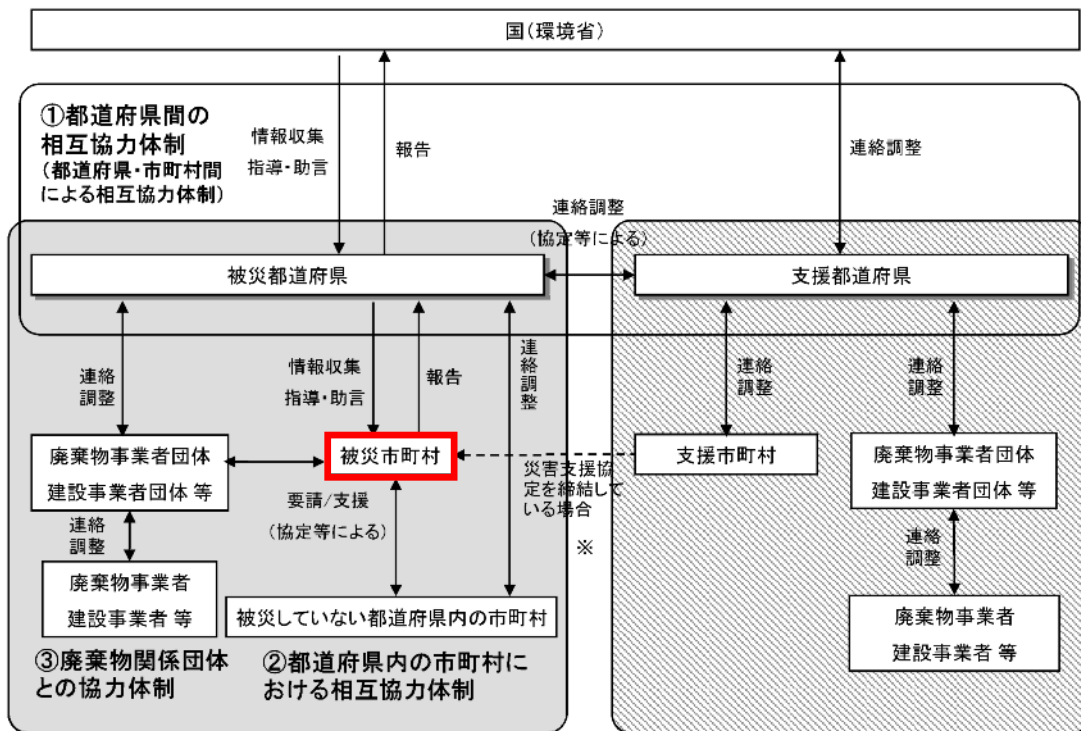 国(環境省)
①都道府県間の
相互協力体制
(都道府県・市町村間
による相互協力体制)
情報収集
指導・助言
報告
連絡調整
連絡調整
(協定等による)
被災都道府県
支援都道府県
連絡
調整
情報収集
指導・助言
報告
連
絡
調
整
連絡
調整
連絡
調整
廃棄物事業者団体
建設事業者団体 等
被災市町村
支援市町村
廃棄物事業者団体
建設事業者団体 等
災害支援協
定を締結して
いる場合
※
要請/支援
(協定等による)
連絡
調整
連絡
調整
廃棄物事業者
建設事業者 等
被災していない都道府県内の市町村
廃棄物事業者
建設事業者 等
③廃棄物関係団体
との協力体制
②都道府県内の市町村に
おける相互協力体制